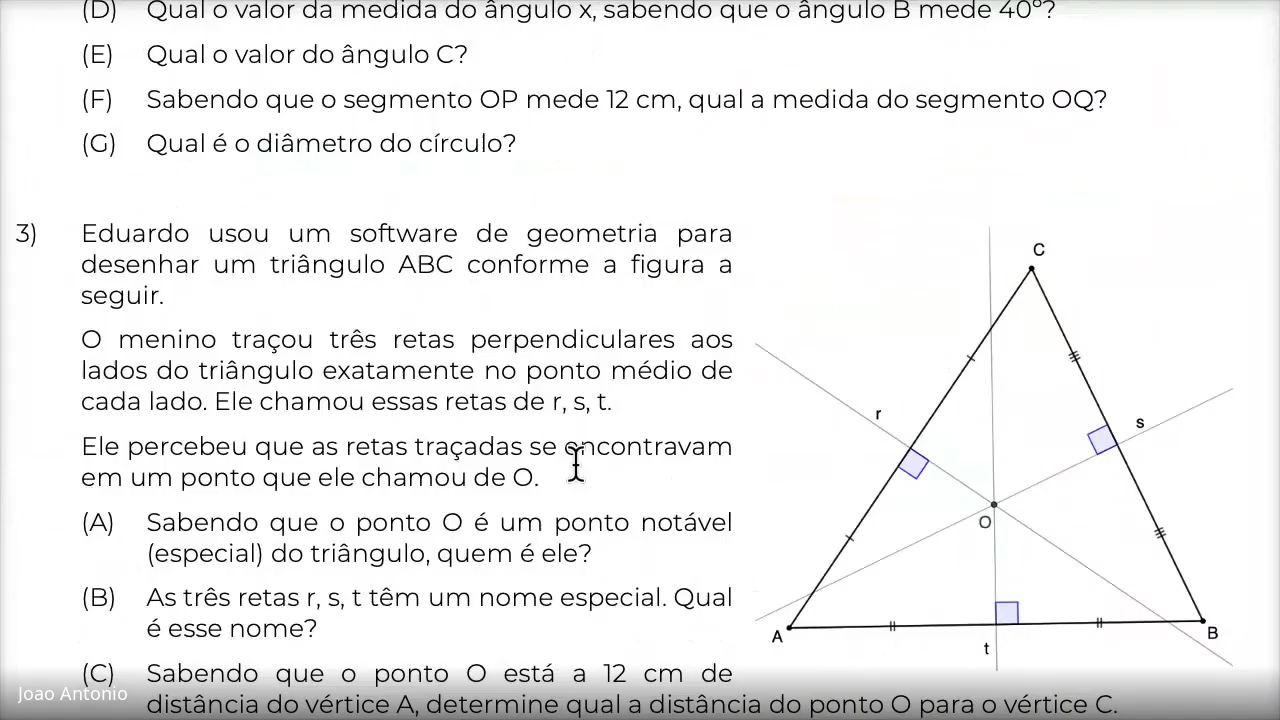 (D) Qual o valor da medida do ângulo x, sabendo que o ângulo B mede 40º?
(E) Qual o valor do ângulo C?
(F) Sabendo que o segmento OP mede 12 cm, qual a medida do segmento OQ?
(G) Qual é o diâmetro do círculo?
3) Eduardo usou um software de geometria para
desenhar um triângulo ABC conforme a figura a
seguir.
O menino traçou três retas perpendiculares aos
lados do triângulo exatamente no ponto médio de
cada lado. Ele chamou essas retas de r, s, t.
Ele percebeu que as retas traçadas se encontravam
em um ponto que ele chamou de O.
(A) Sabendo que o ponto O é um ponto notável
(especial) do triângulo, quem é ele?
(B) As três retas r, s, t têm um nome especial. Qual
é esse nome?
(C) Sabendo que o ponto O está a 12 cm de
distância do vértice A, determine qual a distância do ponto O para o vértice C.
C
r
s
O
A
B
t
Joao Antonio